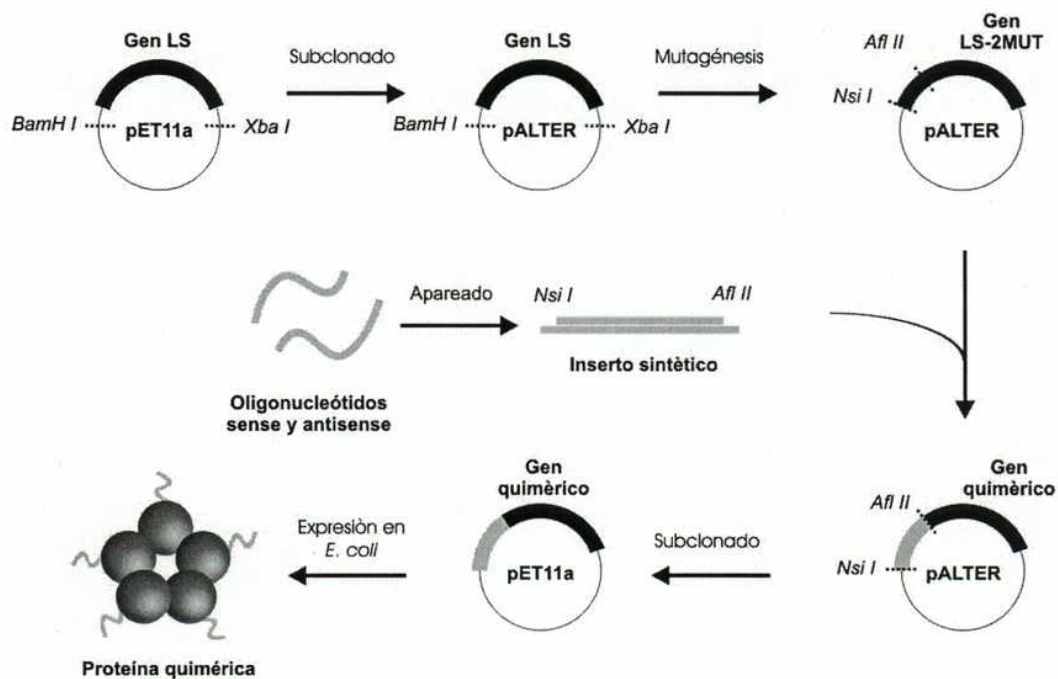 Gen LS
BamH I
pET11a
Xba I
Subclonado
Gen LS
BamH I
pALTER
Xba I
Mutagénesis
Gen
LS-2MUT
Afl II
Nsi I
pALTER
Oligonucleótidos
sense y antisense
Apareado
Nsi I
Afl II
Inserto sintètico
Gen
quimèrico
Afl II
Nsi I
pALTER
Subclonado
Gen
quimèrico
pET11a
Expresiòn en
E. coli
Proteína quimérica